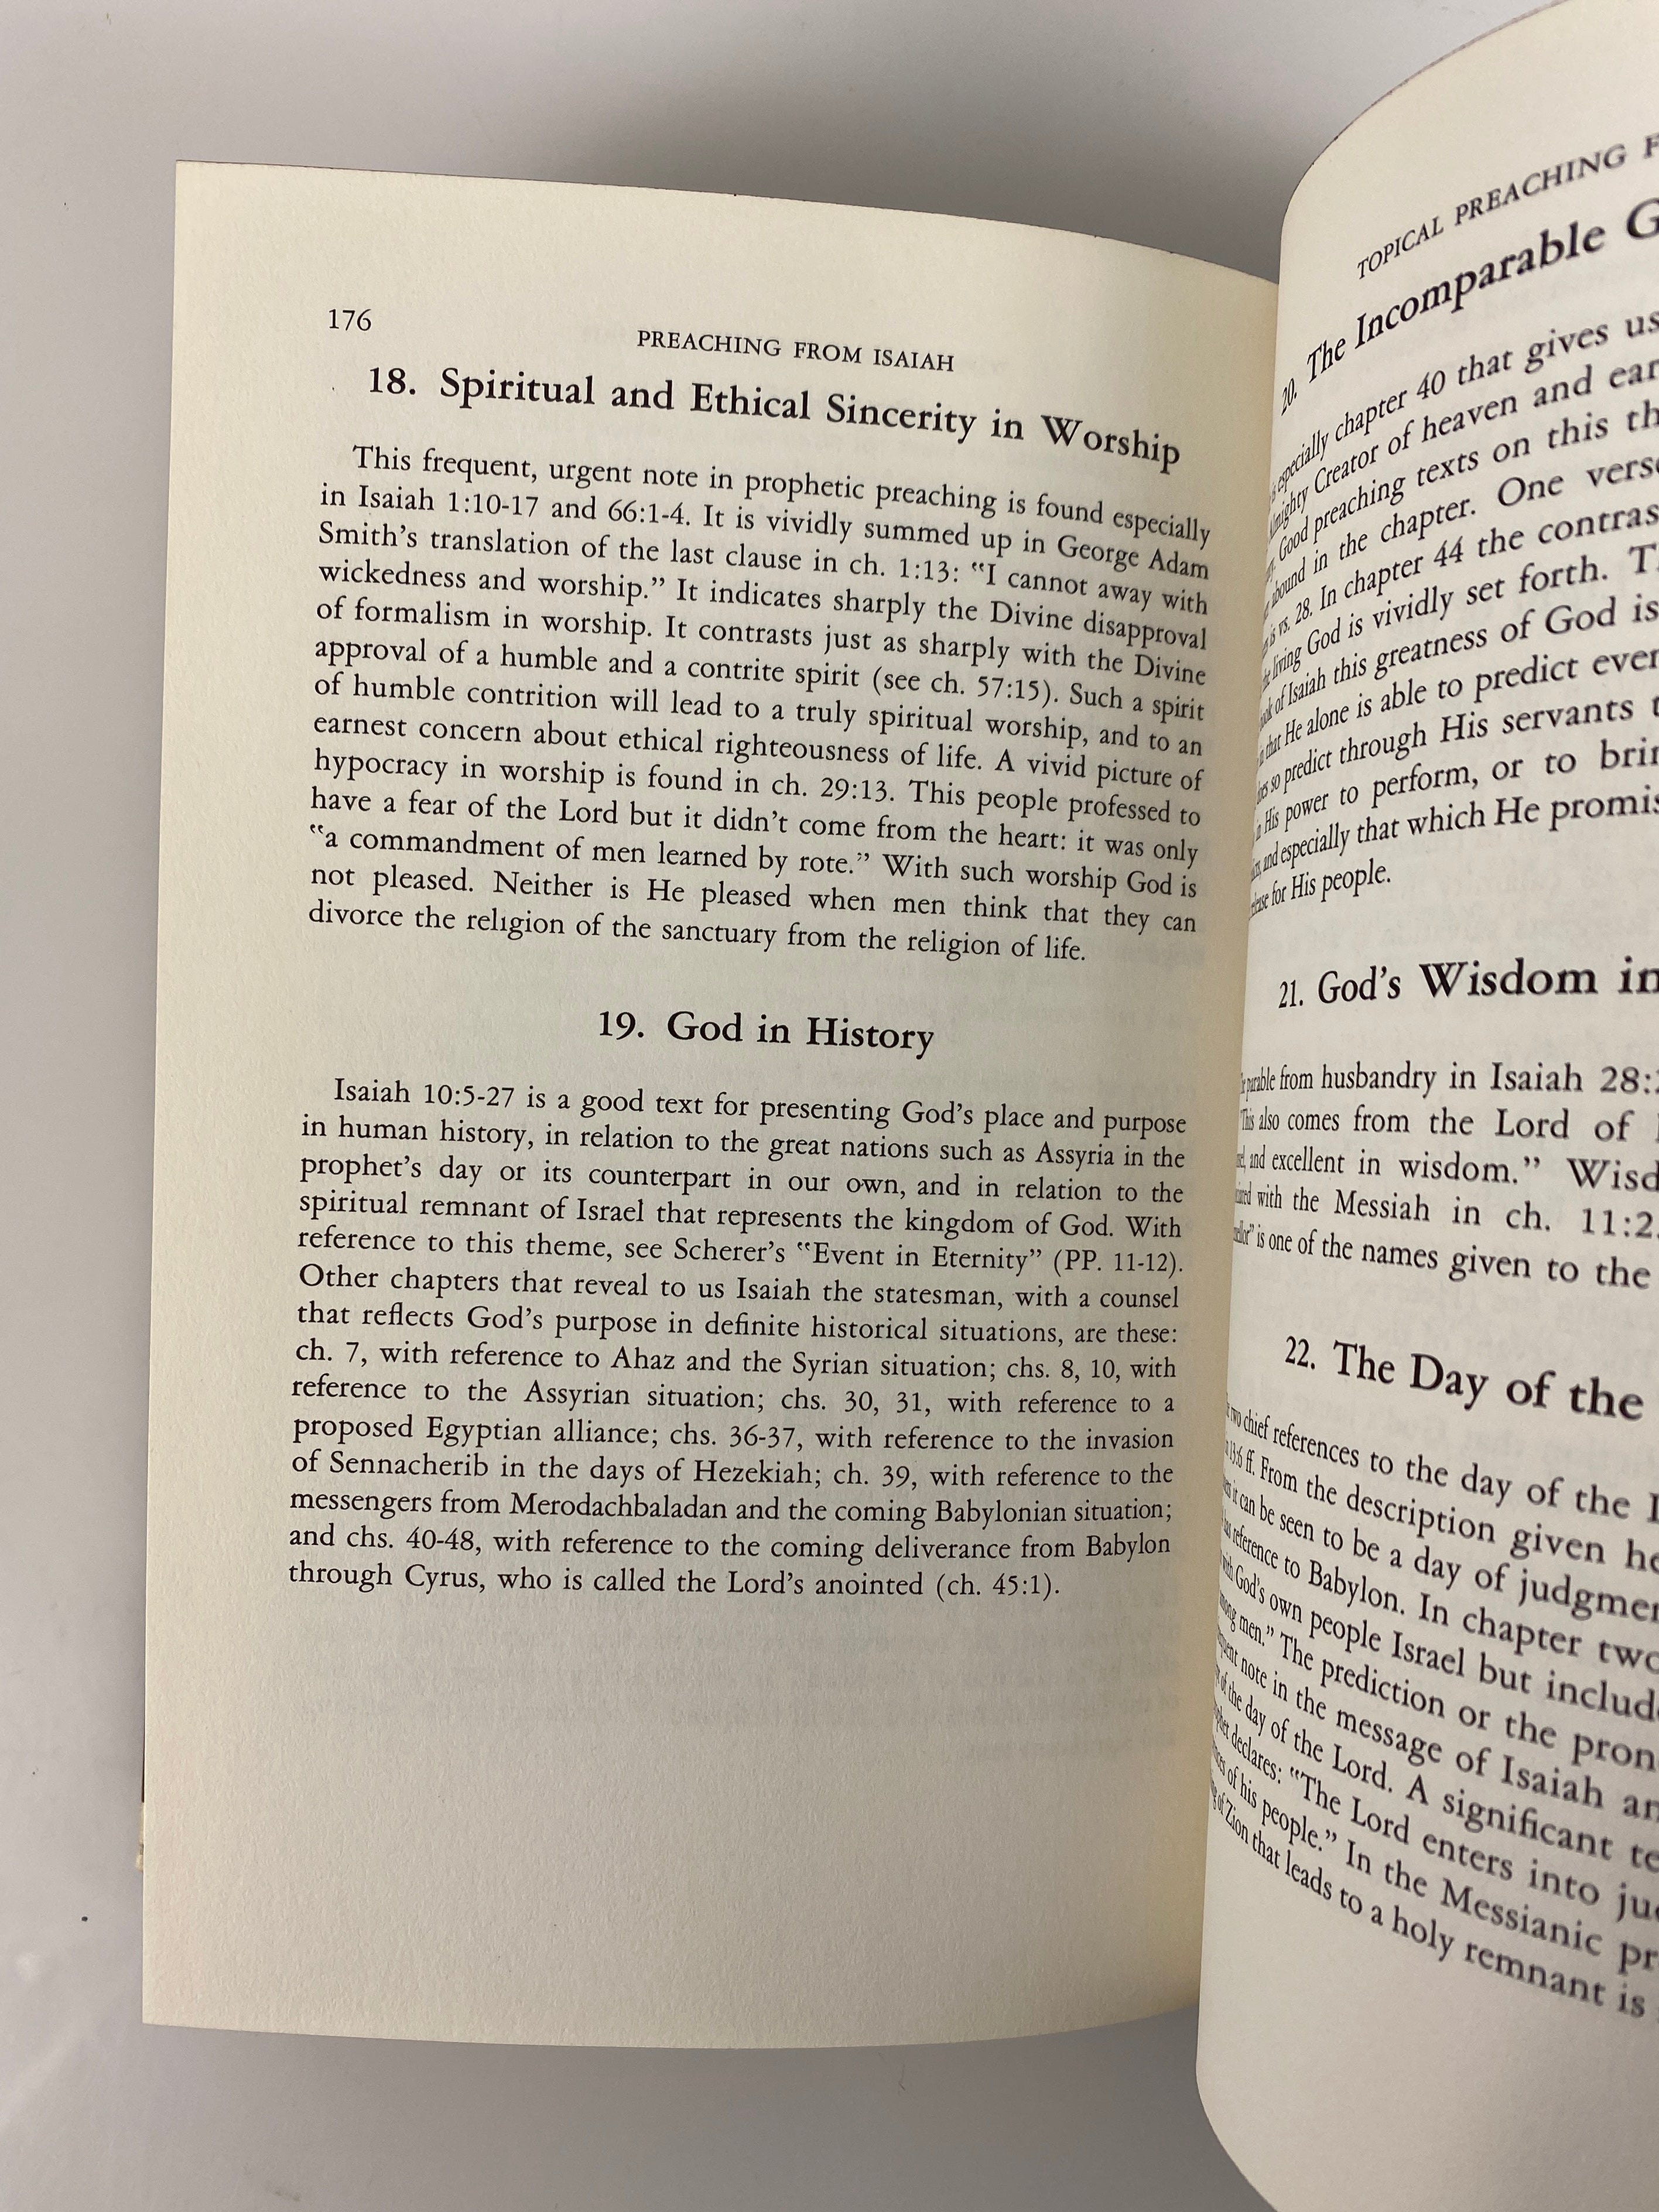 176
PREACHING FROM ISAIAH
18. Spiritual and Ethical Sincerity in Worship
This frequent, urgent note in prophetic preaching is found especially
in Isaiah 1:10-17 and 66:1-4. It is vividly summed up in George Adam
Smith's translation of the last clause in ch. 1:13: "I cannot away with
wickedness and worship." It indicates sharply the Divine disapproval
of formalism in worship. It contrasts just as sharply with the Divine
approval of a humble and a contrite spirit (see ch. 57:15). Such a spirit
of humble contrition will lead to a truly spiritual worship, and to an
earnest concern about ethical righteousness of life. A vivid picture of
hypocracy in worship is found in ch. 29:13. This people professed to
have a fear of the Lord but it didn't come from the heart: it was only
"a commandment of men learned by rote." With such worship God is
not pleased. Neither is He pleased when men think that they can
divorce the religion of the sanctuary from the religion of life.
19. God in History
Isaiah 10:5-27 is a good text for presenting God's place and purpose
in human history, in relation to the great nations such as Assyria in the
prophet's day or its counterpart in our own, and in relation to the
spiritual remnant of Israel that represents the kingdom of God. With
reference to this theme, see Scherer's "Event in Eternity" (PP. 11-12).
Other chapters that reveal to us Isaiah the statesman, with a counsel
that reflects God's purpose in definite historical situations, are these:
ch. 7, with reference to Ahaz and the Syrian situation; chs. 8, 10, with
reference to the Assyrian situation; chs. 30, 31, with reference to a
proposed Egyptian alliance; chs. 36-37, with reference to the invasion
of Sennacherib in the days of Hezekiah; ch. 39, with reference to the
messengers from Merodachbaladan and the coming Babylonian situation;
and chs. 40-48, with reference to the coming deliverance from Babylon
through Cyrus, who is called the Lord's anointed (ch. 45:1).
TOPICAL PREACHING
20. The Incomparable
especially chapter 40 that gives us
Almighty Creator of heaven and
Good preaching texts on this
abound in the chapter. One
is vs. 28. In chapter 44 the
living God is vividly set forth.
of Isaiah this greatness of God is
in that He alone is able to predict
so predict through His servants
in His power to perform, or to
and especially that which He
for His people.
21. God's Wisdom in
parable from husbandry in Isaiah
"This also comes from the Lord of
and excellent in wisdom."
with the Messiah in ch. 11:2
is one of the names given to the
22. The Day of the
two chief references to the day of the
13:6 ff. From the description given
it can be seen to be a day of
reference to Babylon. In chapter
with God's own people Israel but
among men." The prediction or the
note in the message of Isaiah
of the day of the Lord. A significant
declares: "The Lord enters into
of his people." In the Messianic
of Zion that leads to a holy remnant is